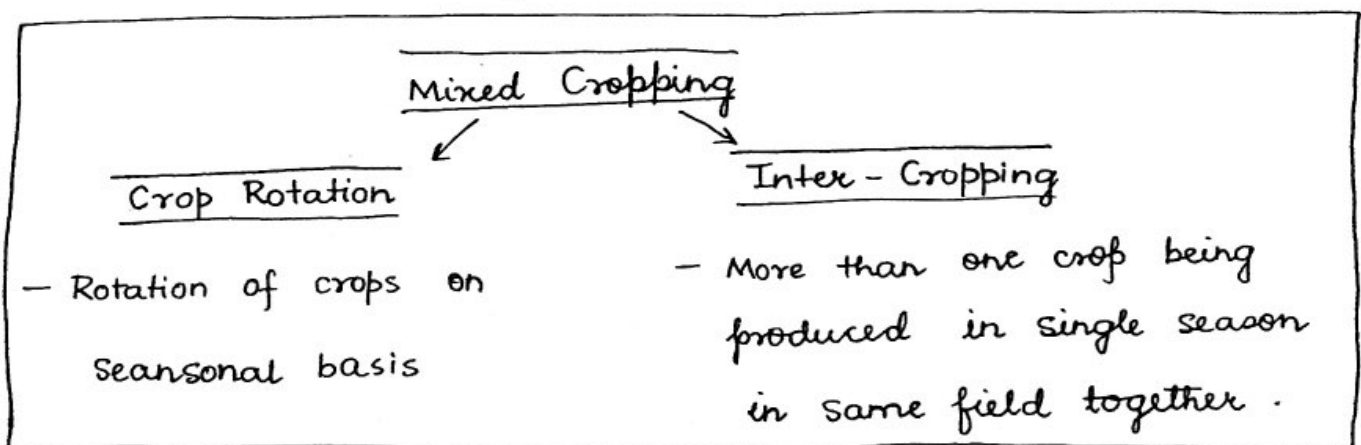 Mixed Cropping
Crop Rotation
- Rotation of crops on
seansonal basis
Inter - Cropping
- More than one crop being
produced in single season
in same field together.